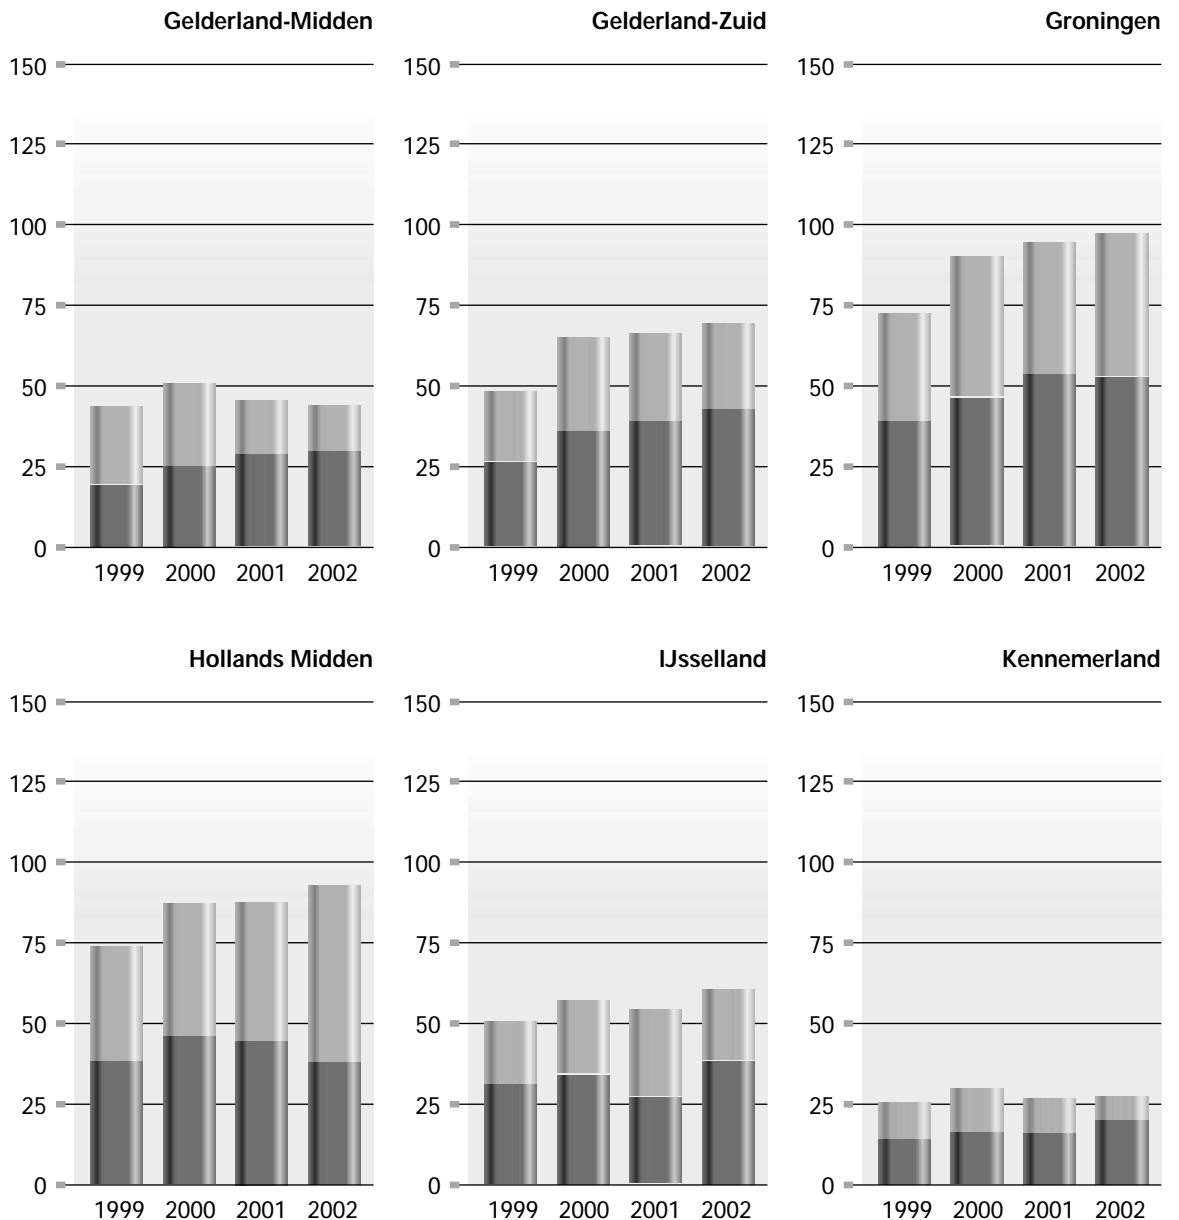 Gelderland-Midden Gelderland-Zuid Groningen
150 150 150
125 125 125
100 100 100
75 75 75
50 50 50
25 25 25
0 0 0
1999 2000 2001 2002 1999 2000 2001 2002 1999 2000 2001 2002
Hollands Midden IJsselland Kennemerland
150 150 150
125 125 125
100 100 100
75 75 75
50 50 50
25 25 25
0 0 0
1999 2000 2001 2002 1999 2000 2001 2002 1999 2000 2001 2002